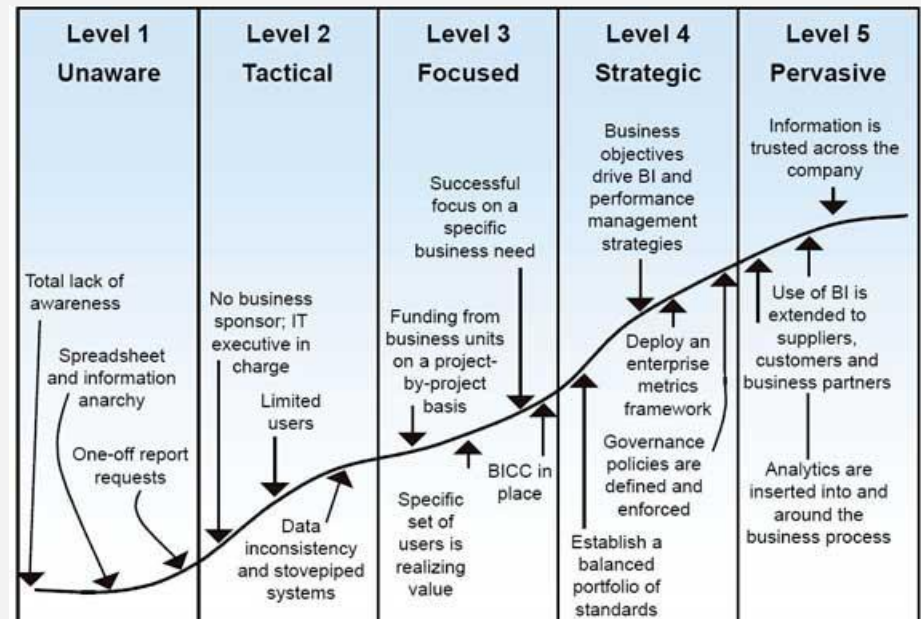 Level 1
Unaware
Level 2
Tactical
Level 3
Focused
Level 4
Strategic
Level 5
Pervasive
Total lack of
awareness
Spreadsheet
and information
anarchy
One-off report
requests
No business
sponsor; IT
executive in
charge
Limited
users
Data
inconsistency
and stovepiped
systems
Funding from
business units
on a project-
by-project
basis
Successful
focus on a
specific
business need
Specific
set of
users is
realizing
value
BICC in
place
Business
objectives
drive BI and
performance
management
strategies
Deploy an
enterprise
metrics
framework
Governance
policies are
defined and
enforced
Establish a
balanced
portfolio of
standards
Information is
trusted across the
company
Use of BI is
extended to
suppliers,
customers and
business partners
Analytics are
inserted into and
around the
business process